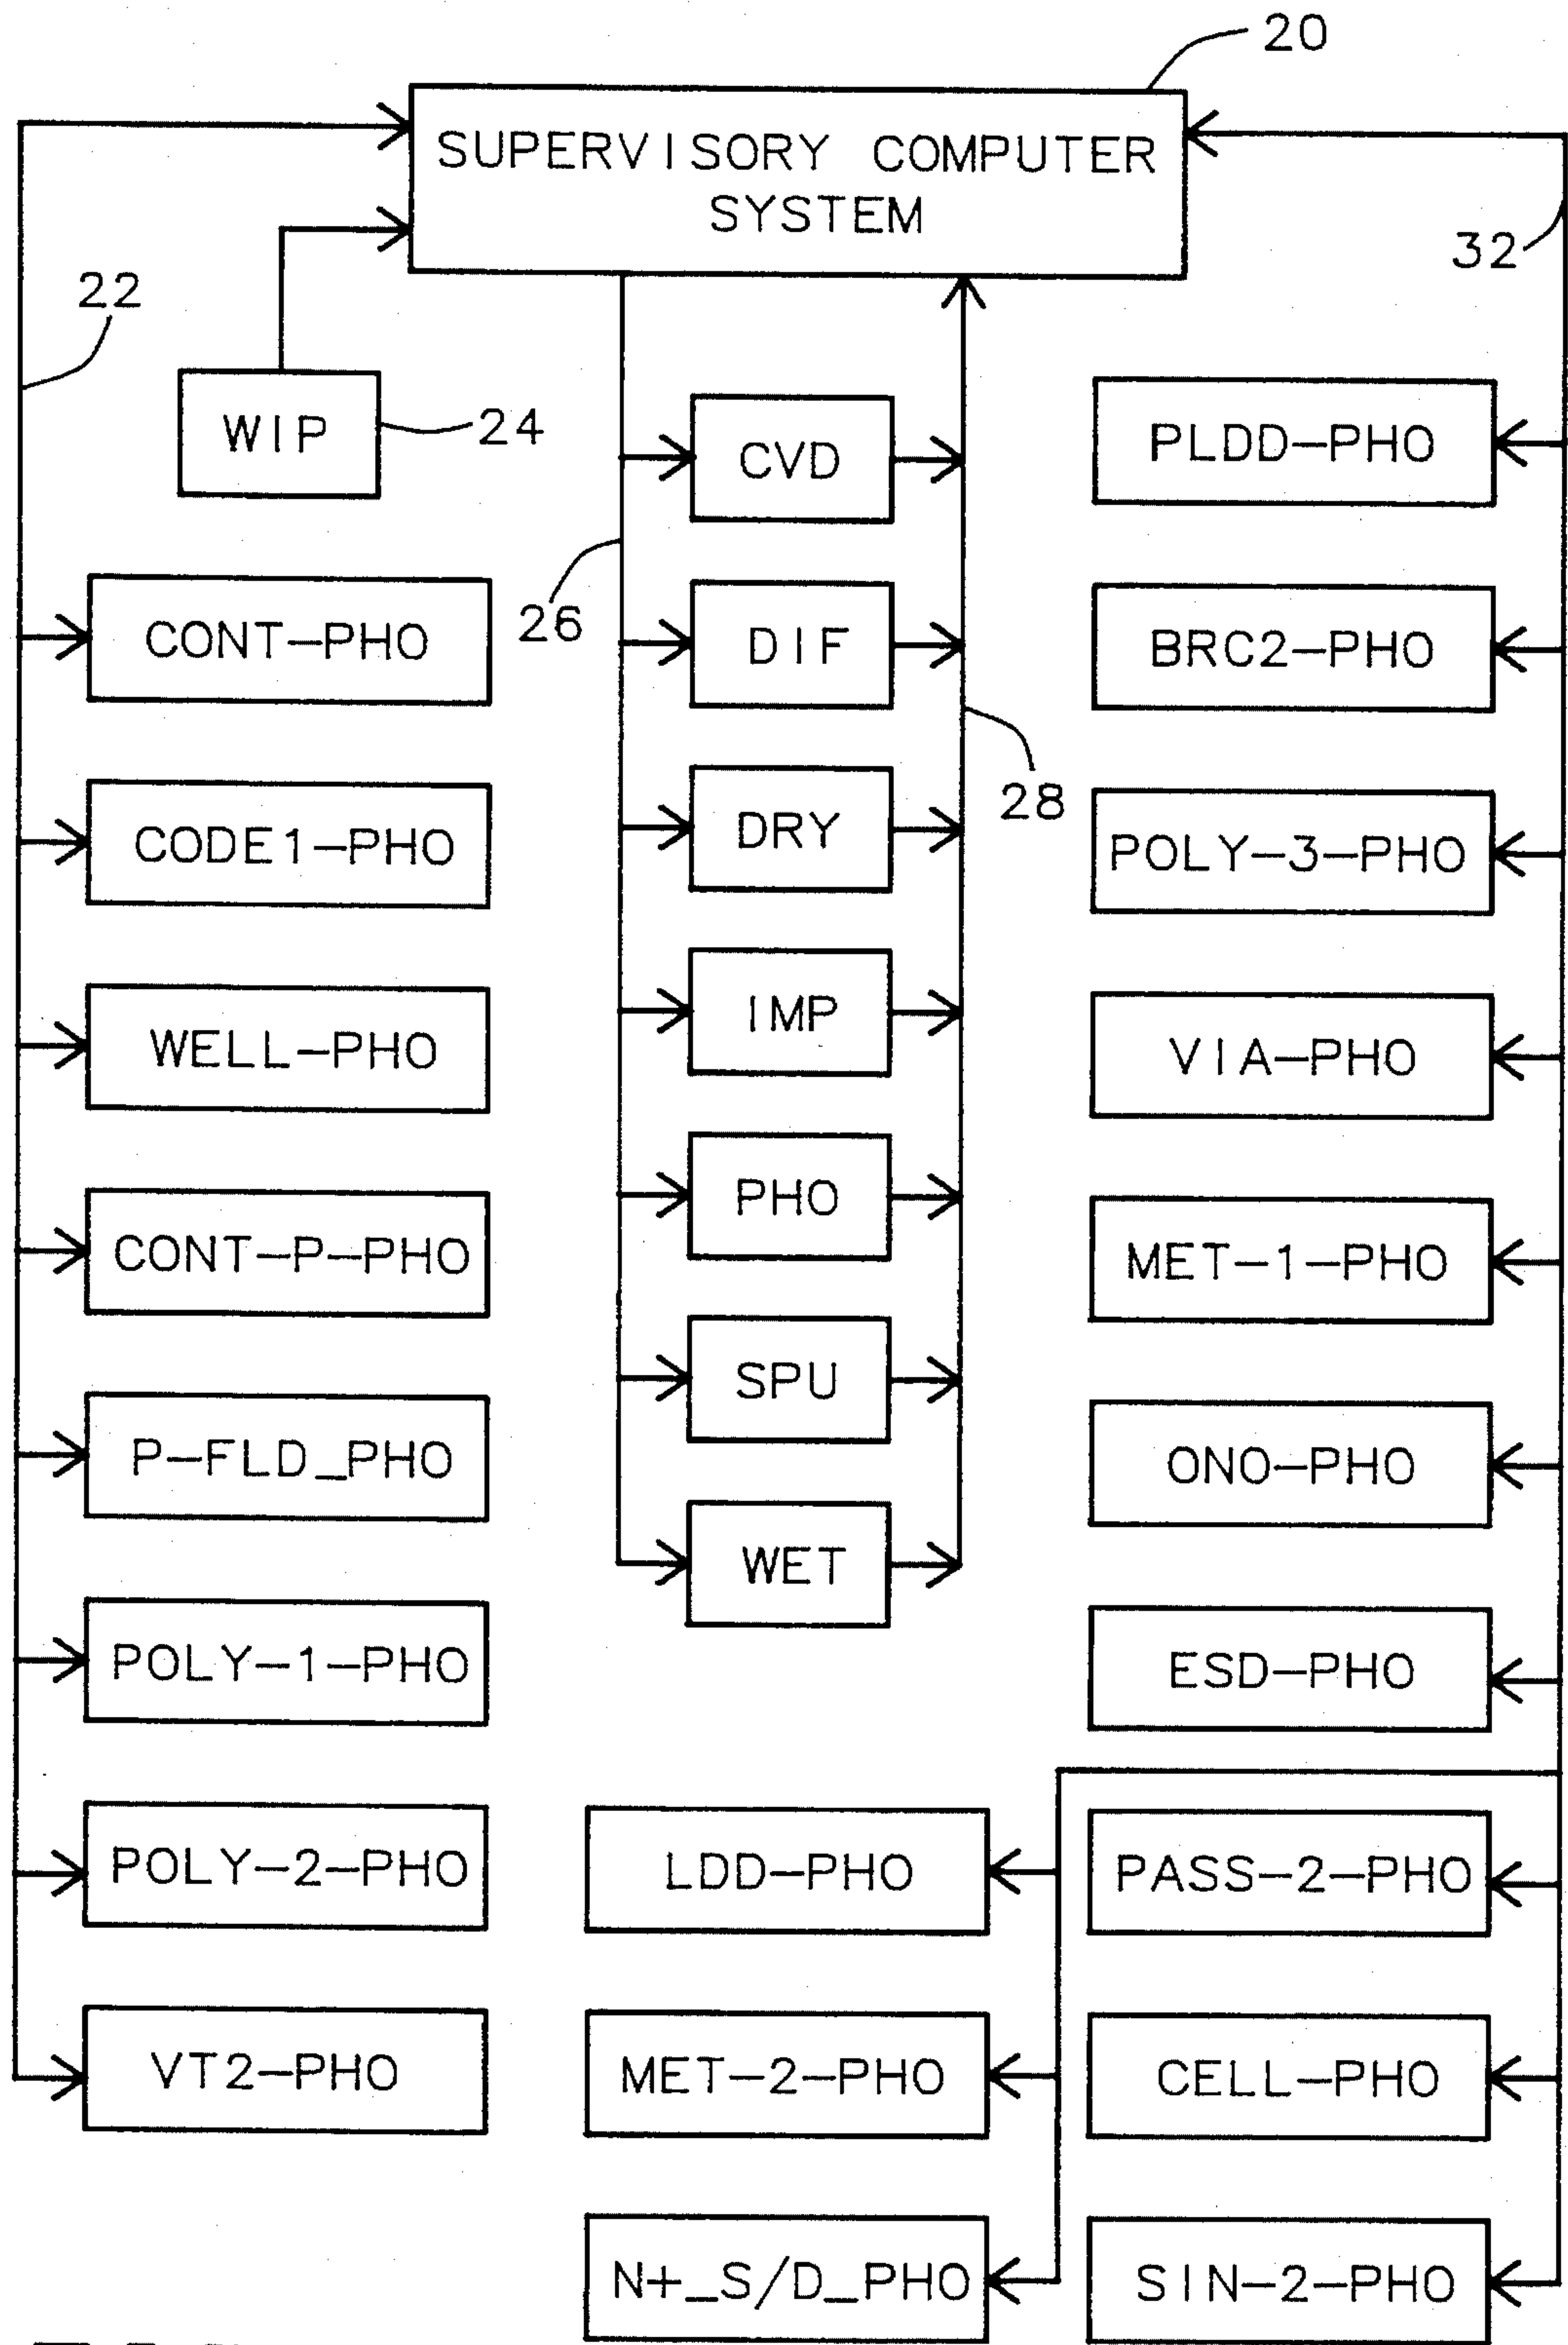 20
SUPERVISORY COMPUTER
SYSTEM
32
22
WIP
24
CVD
PLDD-PHO
26
CONT-PHO
DIF
BRC2-PHO
28
CODE1-PHO
DRY
POLY-3-PHO
WELL-PHO
IMP
VIA-PHO
CONT-P-PHO
PHO
MET-1-PHO
P-FLD_PHO
SPU
ONO-PHO
WET
POLY-1-PHO
ESD-PHO
POLY-2-PHO
LDD-PHO
PASS-2-PHO
VT2-PHO
MET-2-PHO
CELL-PHO
N+_S/D_PHO
SIN-2-PHO